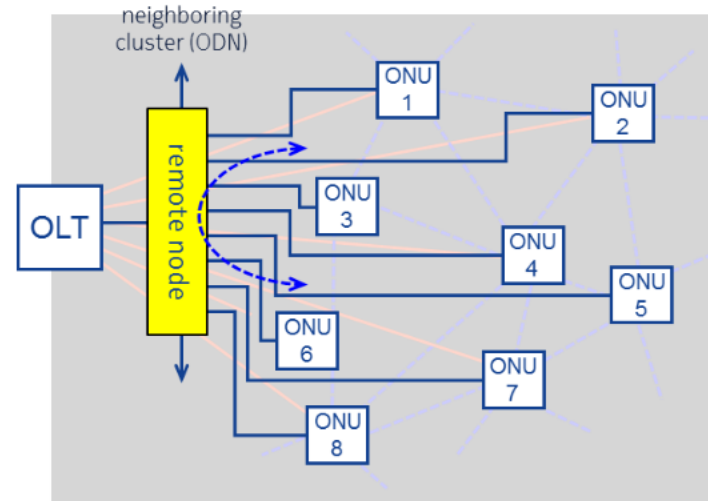 neighboring
cluster (ODN)
ONU
1
ONU
2
remote node
ONU
3
OLT
ONU
4
ONU
5
ONU
6
ONU
7
ONU
8